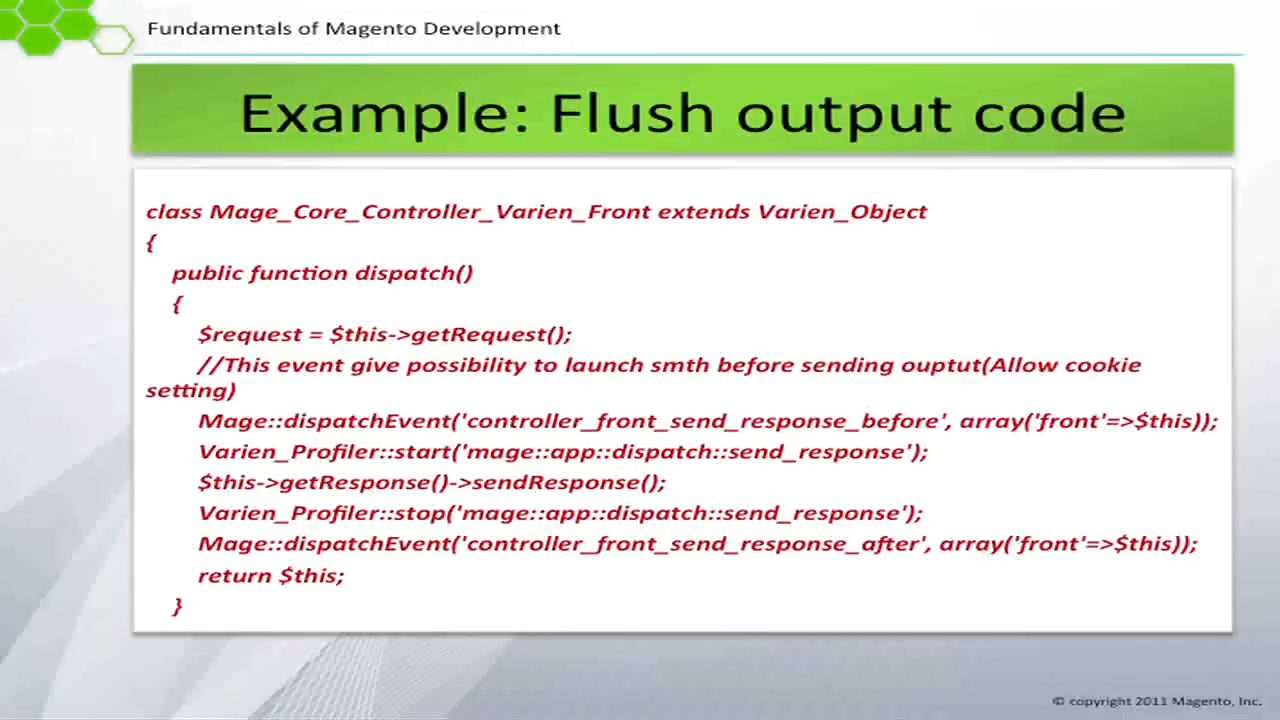 Fundamentals of Magento Development
Example: Flush output code
class Mage_Core_Controller_Varien_Front extends Varien_Object
{
public function dispatch()
{
$request = $this->getRequest();
//This event give possibility to launch smth before sending ouptut(Allow cookie
setting)
Mage::dispatchEvent('controller_front_send_response_before', array('front'=>$this));
Varien_Profiler::start('mage::app::dispatch::send_response');
$this->getResponse()->sendResponse();
Varien_Profiler::stop('mage::app::dispatch::send_response');
Mage::dispatchEvent('controller_front_send_response_after', array('front'=>$this));
return $this;
}
© copyright 2011 Magento, Inc.